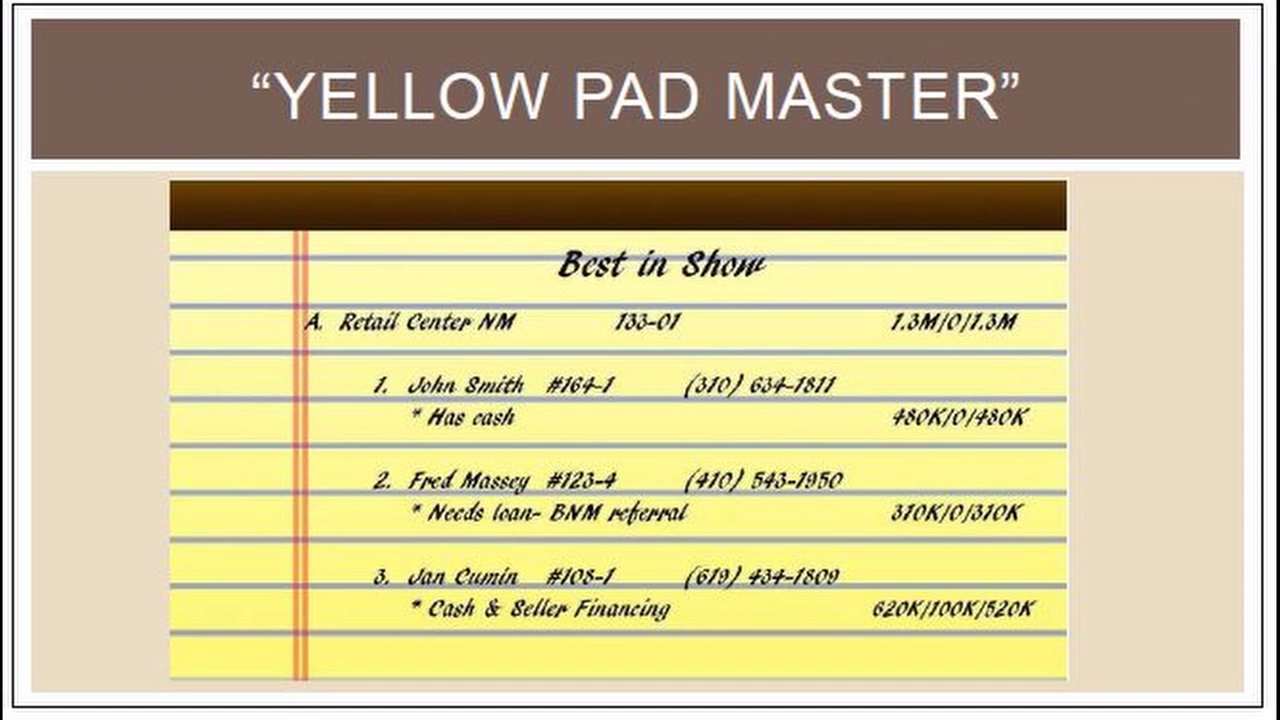 “YELLOW PAD MASTER”
Best in Show
A. Retail Center NM 133-01 1.3M/0/1.3M
1. John Smith #164-1 (310) 634-1811
* Has cash 480K/0/480K
2. Fred Massey #123-4 (410) 543-1950
* Needs loan- BNM referral 310K/0/310K
3. Jan Cumin #108-1 (619) 434-1809
* Cash & Seller Financing 620K/100K/520K